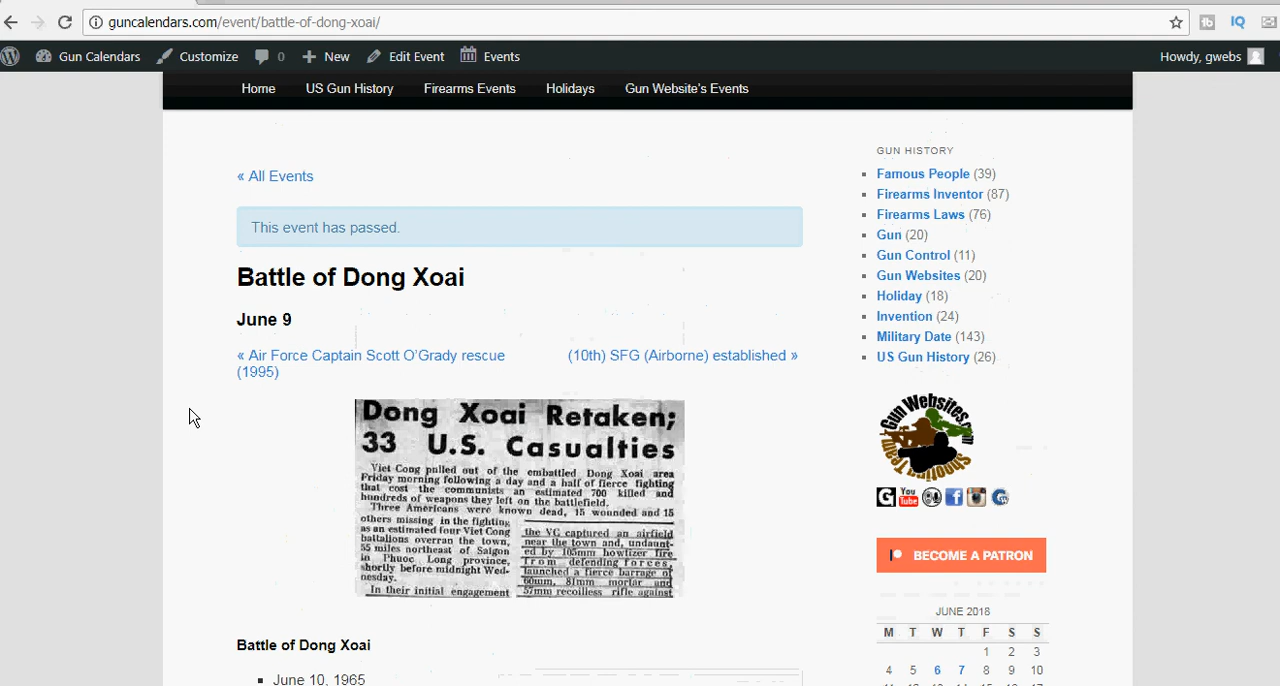 guncalendars.com/event/battle-of-dong-xoai/
Gun Calendars Customize 0 New Edit Event Events Howdy, gwebs
Home US Gun History Firearms Events Holidays Gun Website's Events
« All Events
This event has passed.
Battle of Dong Xoai
June 9
« Air Force Captain Scott O'Grady rescue
(1995)
(10th) SFG (Airborne) established »
Dong Xoai Retaken;
33 U.S. Casualties
Viet Cong pulled out of the embattled Dong Xoai area
Friday morning following a day and a half of fierce fighting
that cost the communists an estimated 700 killed and
hundreds of weapons they left on the battlefield.
Three Americans were known dead, 15 wounded and 15
others missing in the fighting
as an estimated four Viet Cong
battalions overran the town,
55 miles northeast of Saigon
in Phuoc Long province,
shortly before midnight Wed-
nesday.
In their initial engagement
the VC captured an airfield
near the town and, undaunt-
ed by 105mm howitzer fire
from defending forces,
launched a fierce barrage of
60mm, 81mm mortar and
57mm recoilless rifle against
Battle of Dong Xoai
June 10, 1965
GUN HISTORY
Famous People (39)
Firearms Inventor (87)
Firearms Laws (76)
Gun (20)
Gun Control (11)
Gun Websites (20)
Holiday (18)
Invention (24)
Military Date (143)
US Gun History (26)
Gun Websites.com
Shooting Team
G You Tube f G
BECOME A PATRON
JUNE 2018
M T W T F S S
1 2 3
4 5 6 7 8 9 10